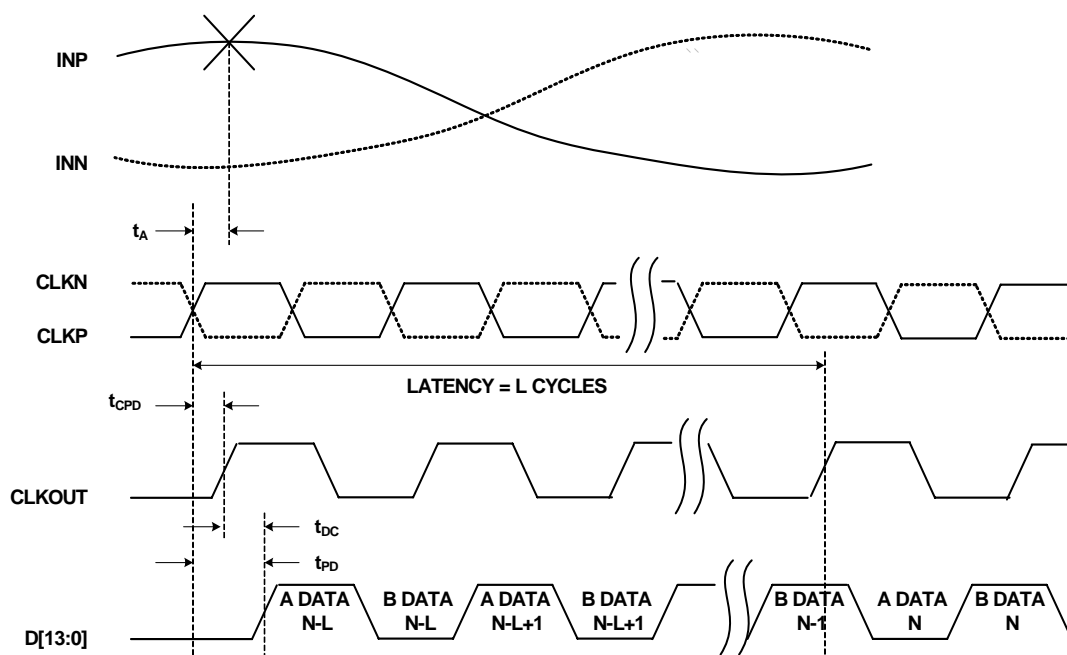 INP
INN
tA
CLKN
CLKP
LATENCY = L CYCLES
tCPD
CLKOUT
tDC
tPD
A DATA
N-L
B DATA
N-L
A DATA
N-L+1
B DATA
N-L+1
B DATA
N-1
A DATA
N
B DATA
N
D[13:0]